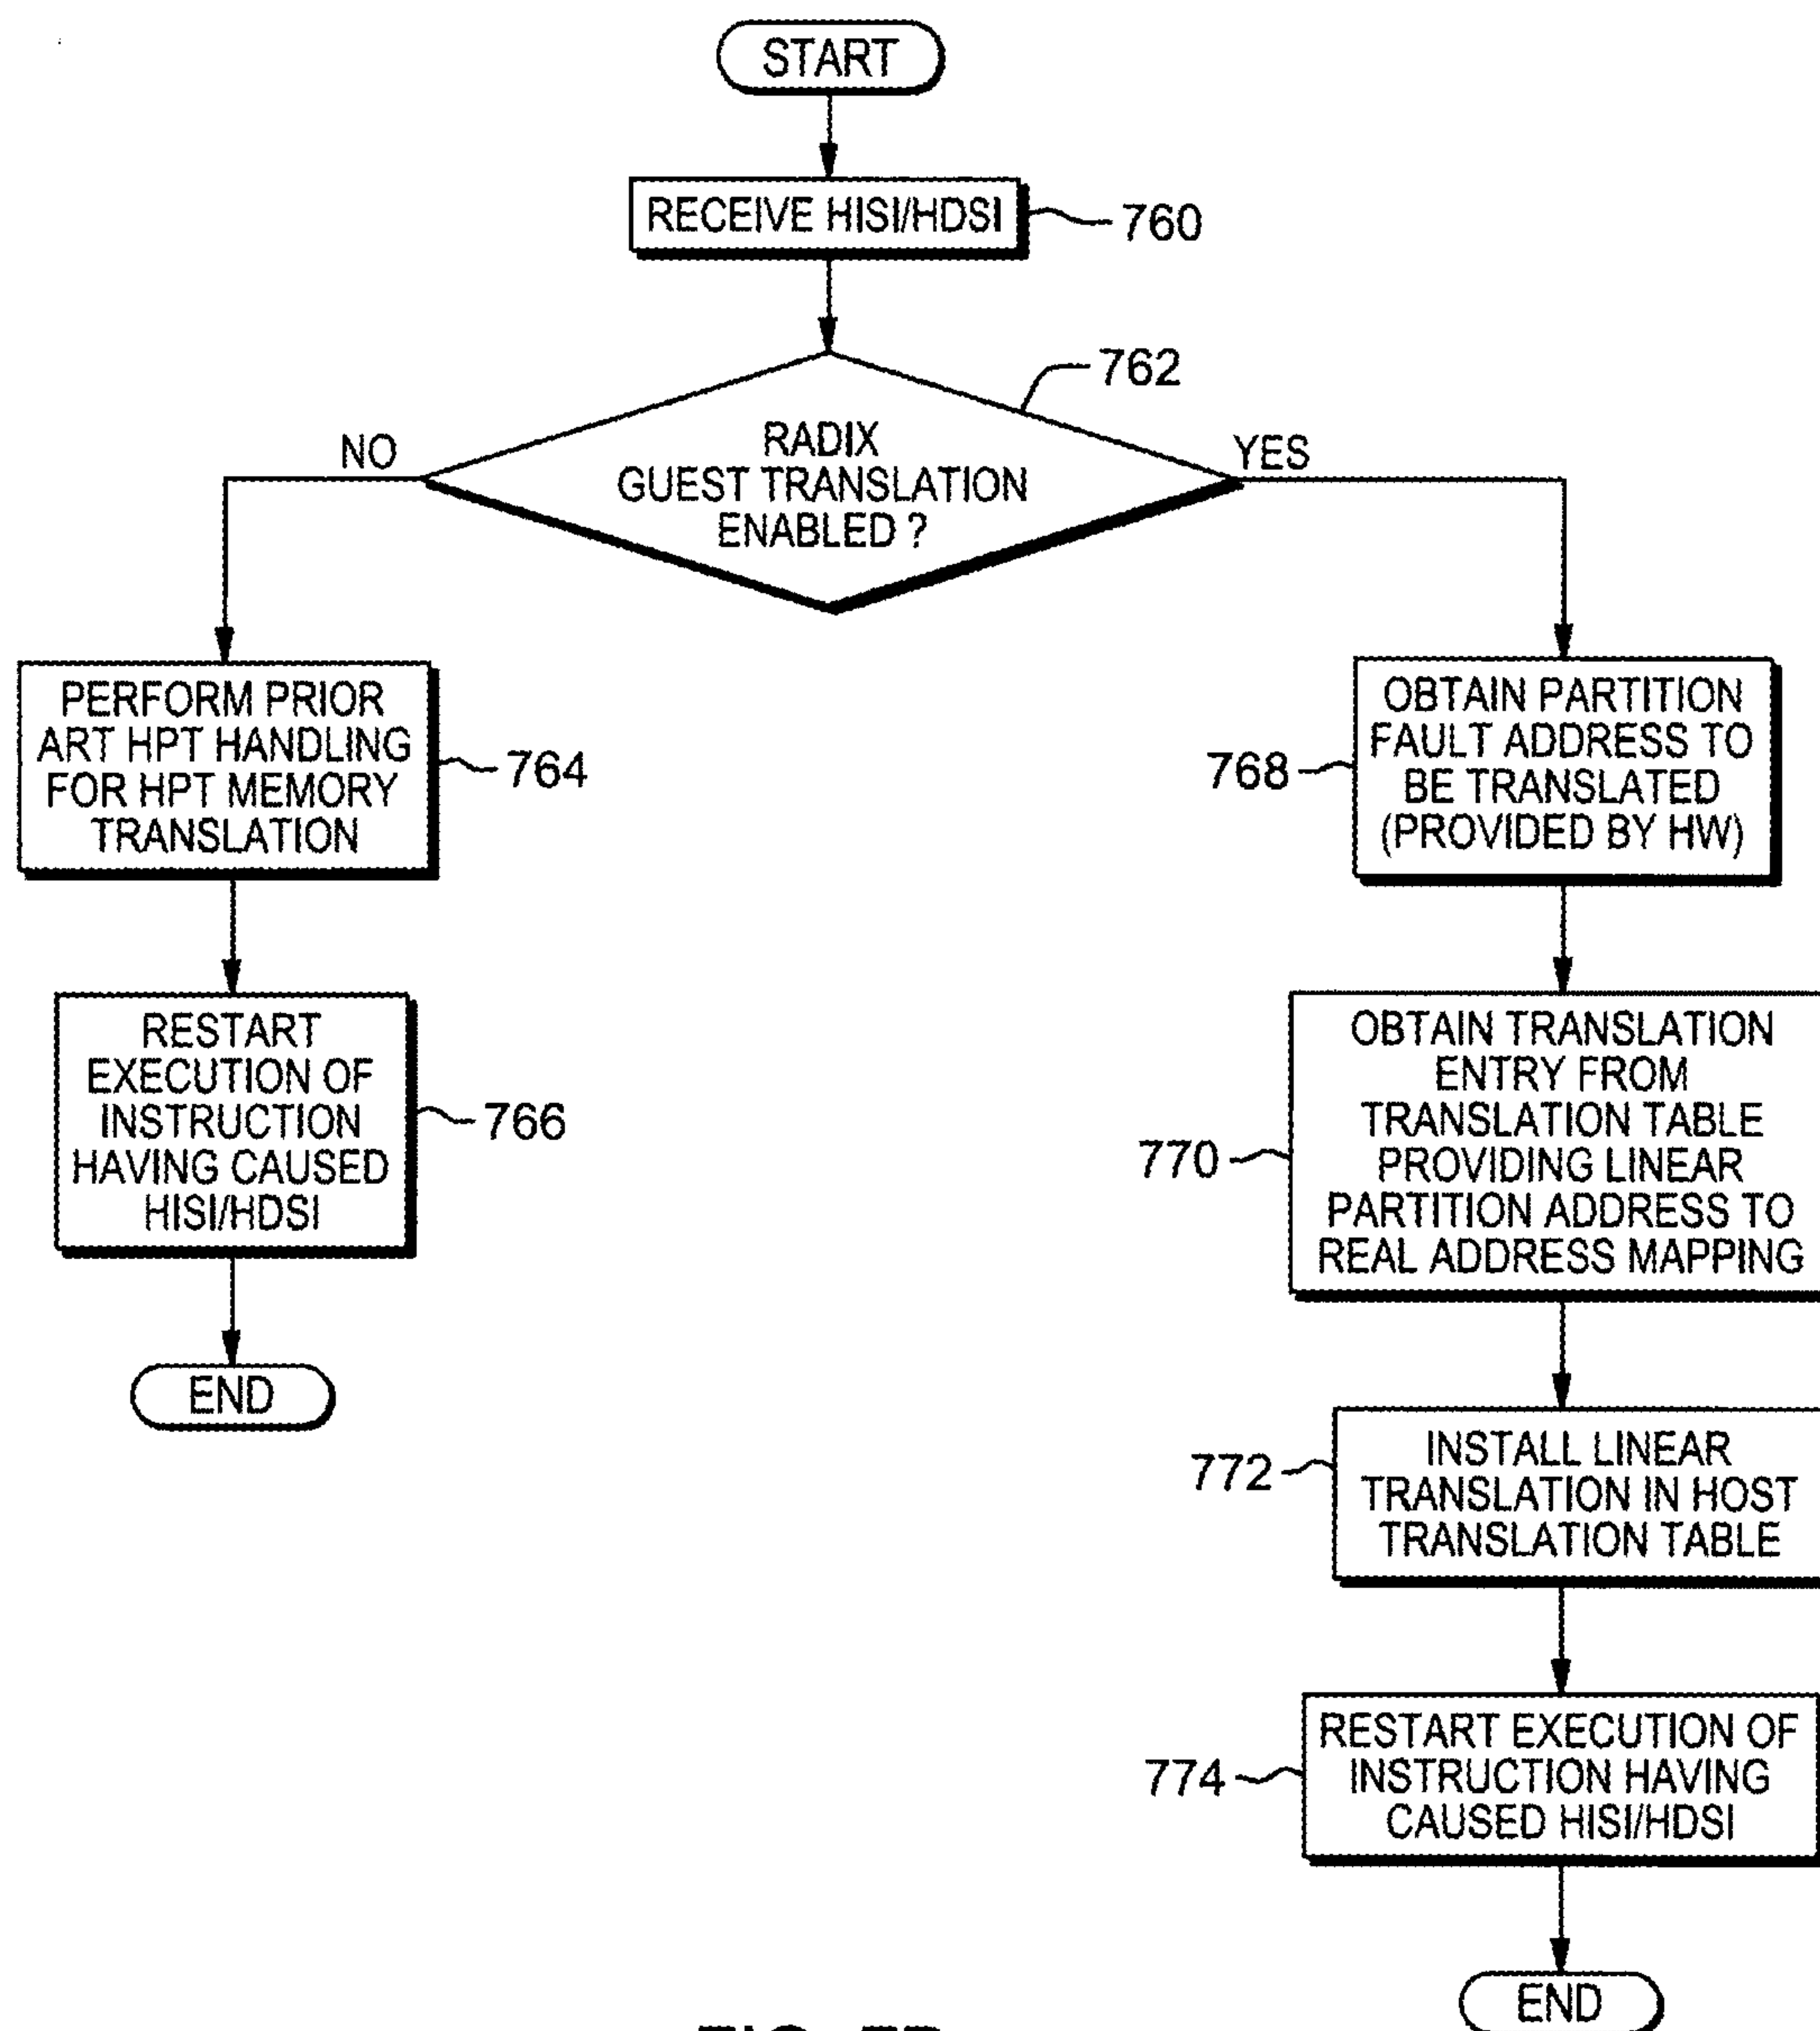 START
RECEIVE HISI/HDSI
760
762
RADIX
GUEST TRANSLATION
ENABLED ?
NO
YES
PERFORM PRIOR
ART HPT HANDLING
FOR HPT MEMORY
TRANSLATION
764
RESTART
EXECUTION OF
INSTRUCTION
HAVING CAUSED
HISI/HDSI
766
END
OBTAIN PARTITION
FAULT ADDRESS TO
BE TRANSLATED
(PROVIDED BY HW)
768
OBTAIN TRANSLATION
ENTRY FROM
TRANSLATION TABLE
PROVIDING LINEAR
PARTITION ADDRESS TO
REAL ADDRESS MAPPING
770
INSTALL LINEAR
TRANSLATION IN HOST
TRANSLATION TABLE
772
RESTART EXECUTION OF
INSTRUCTION HAVING
CAUSED HISI/HDSI
774
END